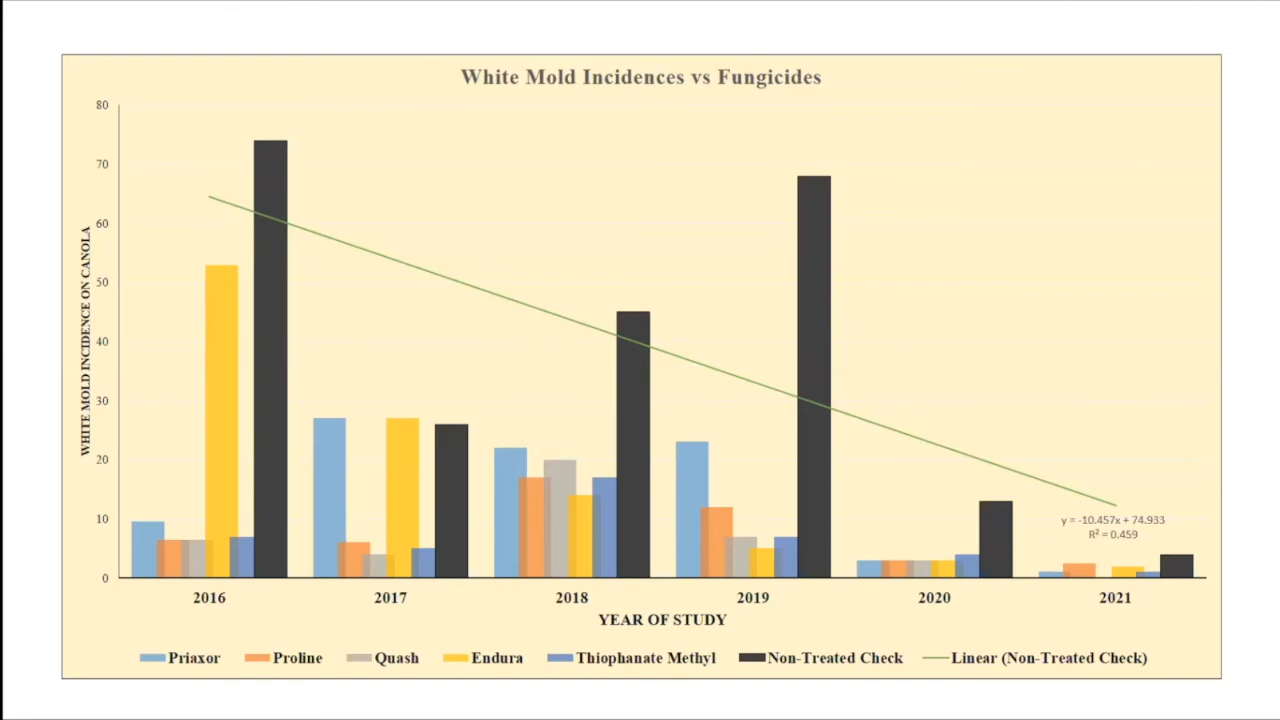 White Mold Incidences vs Fungicides
80
70
60
50
40
30
20
10
0
WHITE MOLD INCIDENCE ON CANOLA
y = -10.457x + 74.933
R² = 0.459
2016 2017 2018 2019 2020 2021
YEAR OF STUDY
Priaxor Proline Quash Endura Thiophanate Methyl Non-Treated Check Linear (Non-Treated Check)